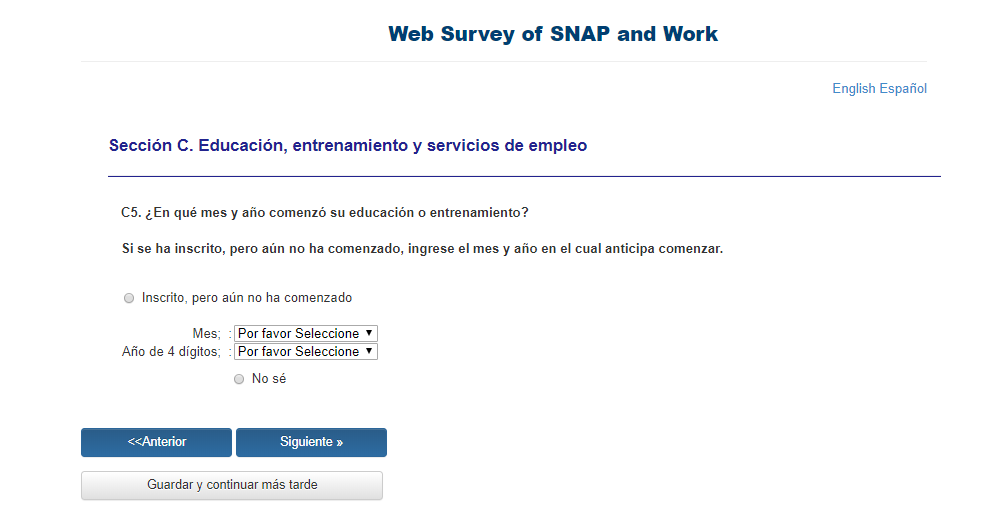 Web Survey of SNAP and Work
English Español
Sección C. Educación, entrenamiento y servicios de empleo
C5. ¿En qué mes y año comenzó su educación o entrenamiento?
Si se ha inscrito, pero aún no ha comenzado, ingrese el mes y año en el cual anticipa comenzar.
Inscrito, pero aún no ha comenzado
Mes; : Por favor Seleccione
Año de 4 dígitos; : Por favor Seleccione
No sé
<<Anterior Siguiente »
Guardar y continuar más tarde